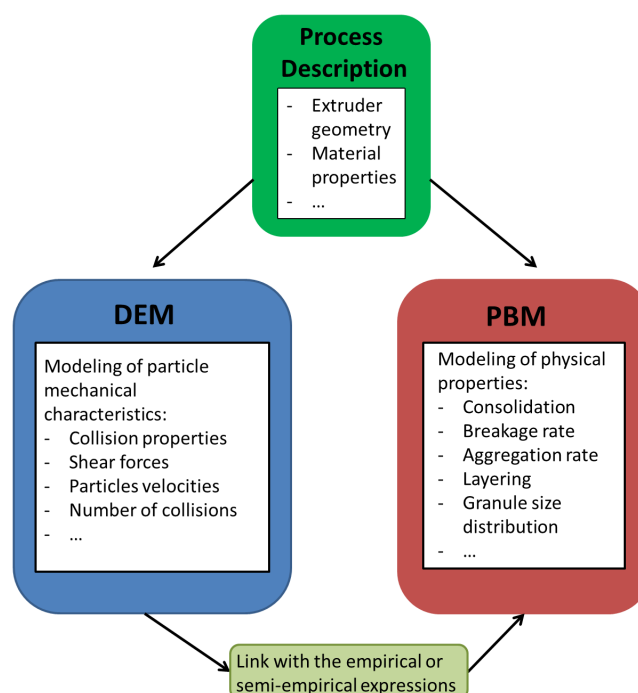 Process
Description
- Extruder
geometry
- Material
properties
- …
DEM
Modeling of particle
mechanical
characteristics:
- Collision properties
- Shear forces
- Particles velocities
- Number of collisions
- …
PBM
Modeling of physical
properties:
- Consolidation
- Breakage rate
- Aggregation rate
- Layering
- Granule size
distribution
- …
Link with the empirical or
semi-empirical expressions